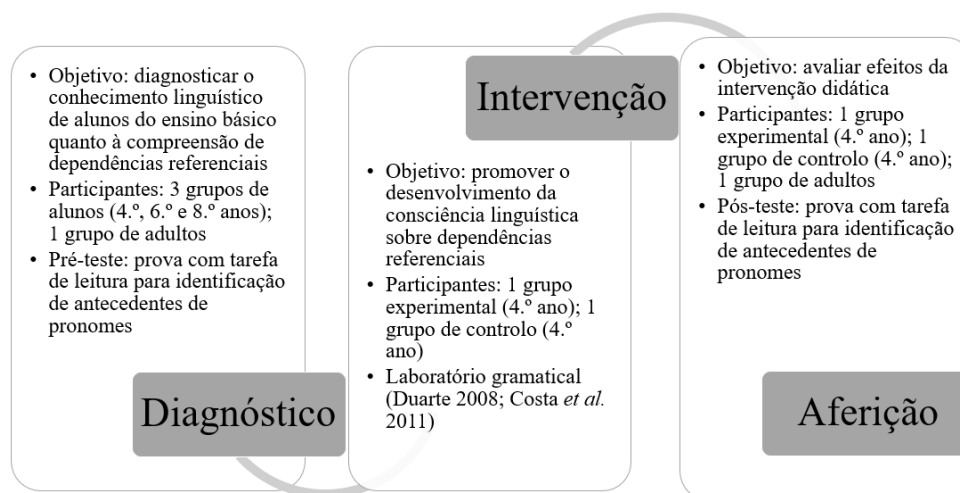 • Objetivo: diagnosticar o
conhecimento linguístico
de alunos do ensino básico
quanto à compreensão de
dependências referenciais
• Participantes: 3 grupos de
alunos (4.º, 6.º e 8.º anos);
1 grupo de adultos
• Pré-teste: prova com tarefa
de leitura para identificação
de antecedentes de
pronomes
Diagnóstico
Intervenção
• Objetivo: promover o
desenvolvimento da
consciência linguística
sobre dependências
referenciais
• Participantes: 1 grupo
experimental (4.º ano); 1
grupo de controlo (4.º
ano)
• Laboratório gramatical
(Duarte 2008; Costa et al.
2011)
• Objetivo: avaliar efeitos da
intervenção didática
• Participantes: 1 grupo
experimental (4.º ano); 1
grupo de controlo (4.º ano);
1 grupo de adultos
• Pós-teste: prova com tarefa
de leitura para identificação
de antecedentes de
pronomes
Aferição